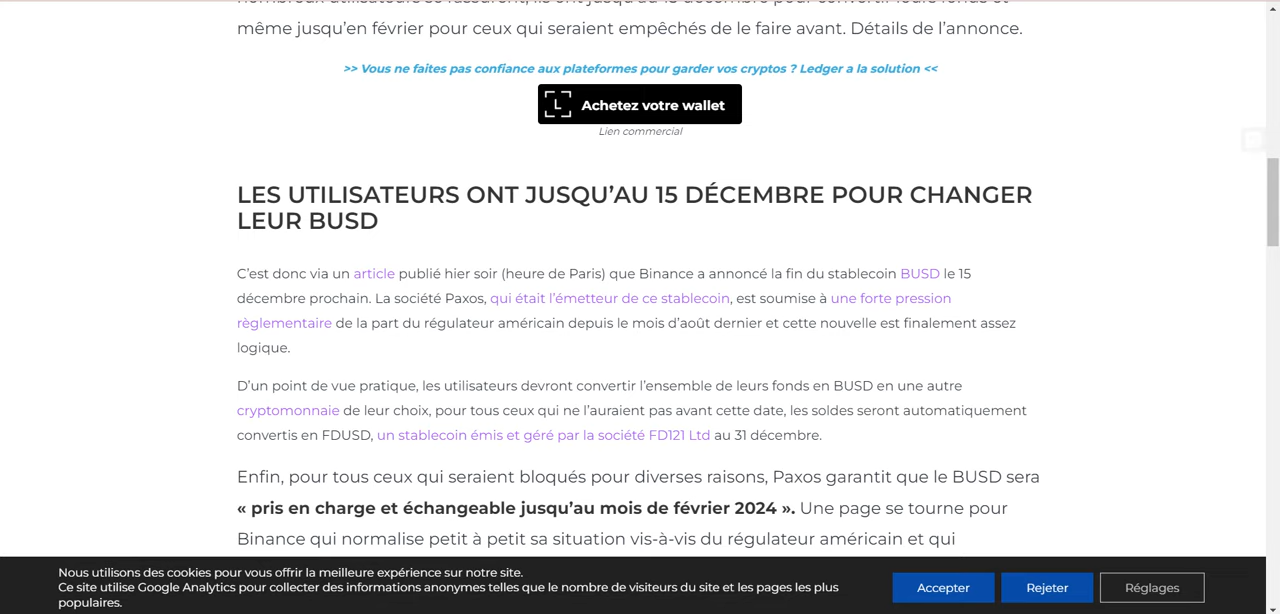 même jusqu’en février pour ceux qui seraient empêchés de le faire avant. Détails de l’annonce.
>> Vous ne faites pas confiance aux plateformes pour garder vos cryptos ? Ledger a la solution <<
L Achetez votre wallet
Lien commercial
LES UTILISATEURS ONT JUSQU’AU 15 DÉCEMBRE POUR CHANGER
LEUR BUSD
C’est donc via un article publié hier soir (heure de Paris) que Binance a annoncé la fin du stablecoin BUSD le 15
décembre prochain. La société Paxos, qui était l’émetteur de ce stablecoin, est soumise à une forte pression
règlementaire de la part du régulateur américain depuis le mois d’août dernier et cette nouvelle est finalement assez
logique.
D’un point de vue pratique, les utilisateurs devront convertir l’ensemble de leurs fonds en BUSD en une autre
cryptomonnaie de leur choix, pour tous ceux qui ne l’auraient pas avant cette date, les soldes seront automatiquement
convertis en FDUSD, un stablecoin émis et géré par la société FD121 Ltd au 31 décembre.
Enfin, pour tous ceux qui seraient bloqués pour diverses raisons, Paxos garantit que le BUSD sera
« pris en charge et échangeable jusqu’au mois de février 2024 ». Une page se tourne pour
Binance qui normalise petit à petit sa situation vis-à-vis du régulateur américain et qui
Nous utilisons des cookies pour vous offrir la meilleure expérience sur notre site.
Ce site utilise Google Analytics pour collecter des informations anonymes telles que le nombre de visiteurs du site et les pages les plus
populaires.
Accepter
Rejeter
Réglages